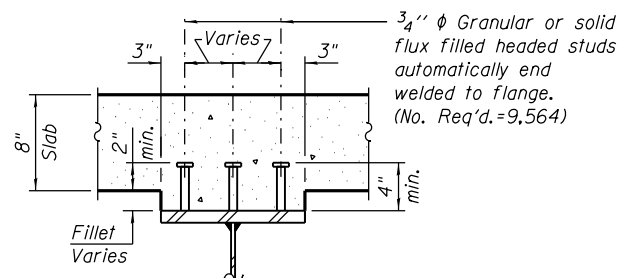 3/4" ϕ Granular or solid
flux filled headed studs
automatically end
welded to flange.
(No. Req'd.=9,564)
Varies
3"
3"
8"
Slab
2"
min.
4"
min.
Fillet
Varies